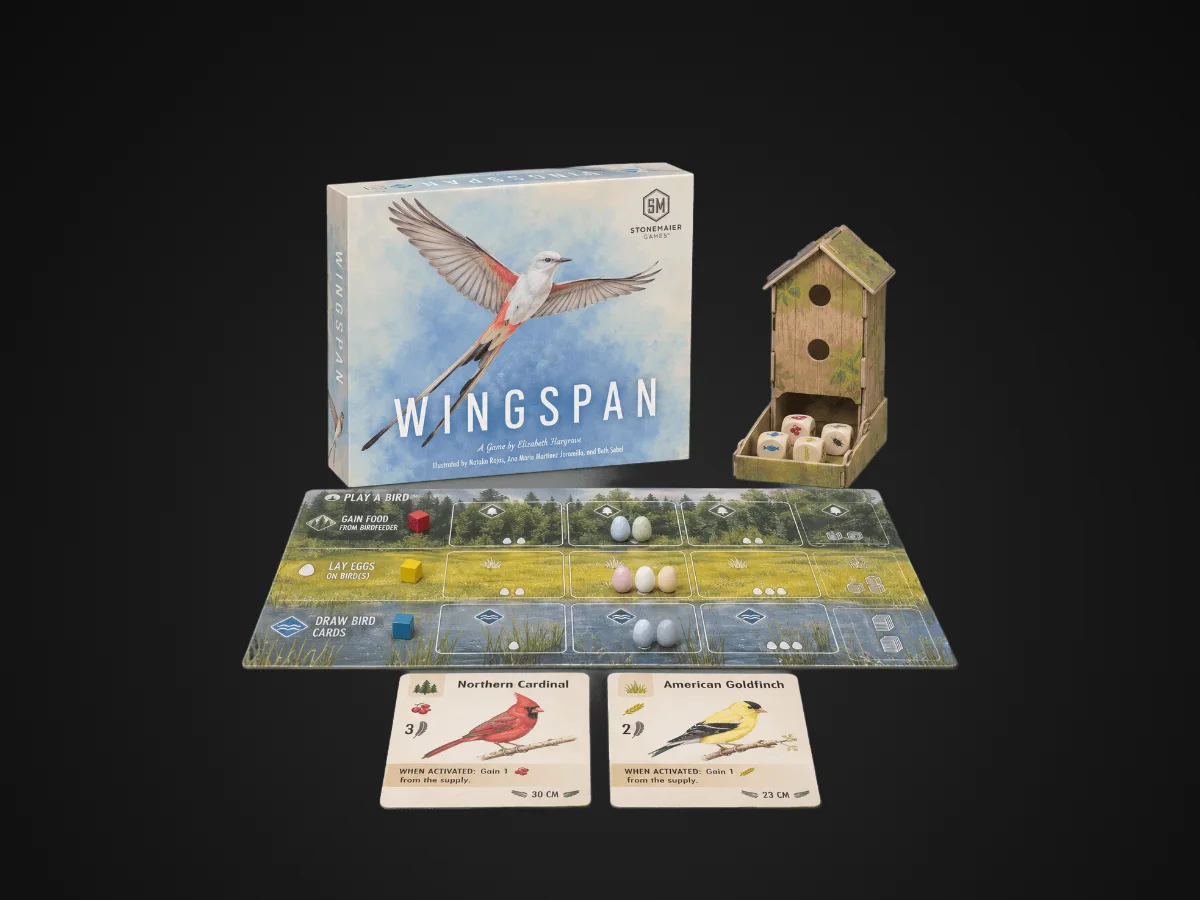 WINGSPAN
WINGSPAN
SM
STONEMAIER
GAMES
WINGSPAN
A Game by Elizabeth Hargrave
Illustrated by Natalia Rojas, Ana Maria Martinez Jaramillo, and Beth Sobel
PLAY A BIRD
GAIN FOOD
FROM BIRDFEEDER
LAY EGGS
ON BIRD(S)
DRAW BIRD
CARDS
Northern Cardinal
3
WHEN ACTIVATED: Gain 1
from the supply.
30 CM
American Goldfinch
2
WHEN ACTIVATED: Gain 1
from the supply.
23 CM